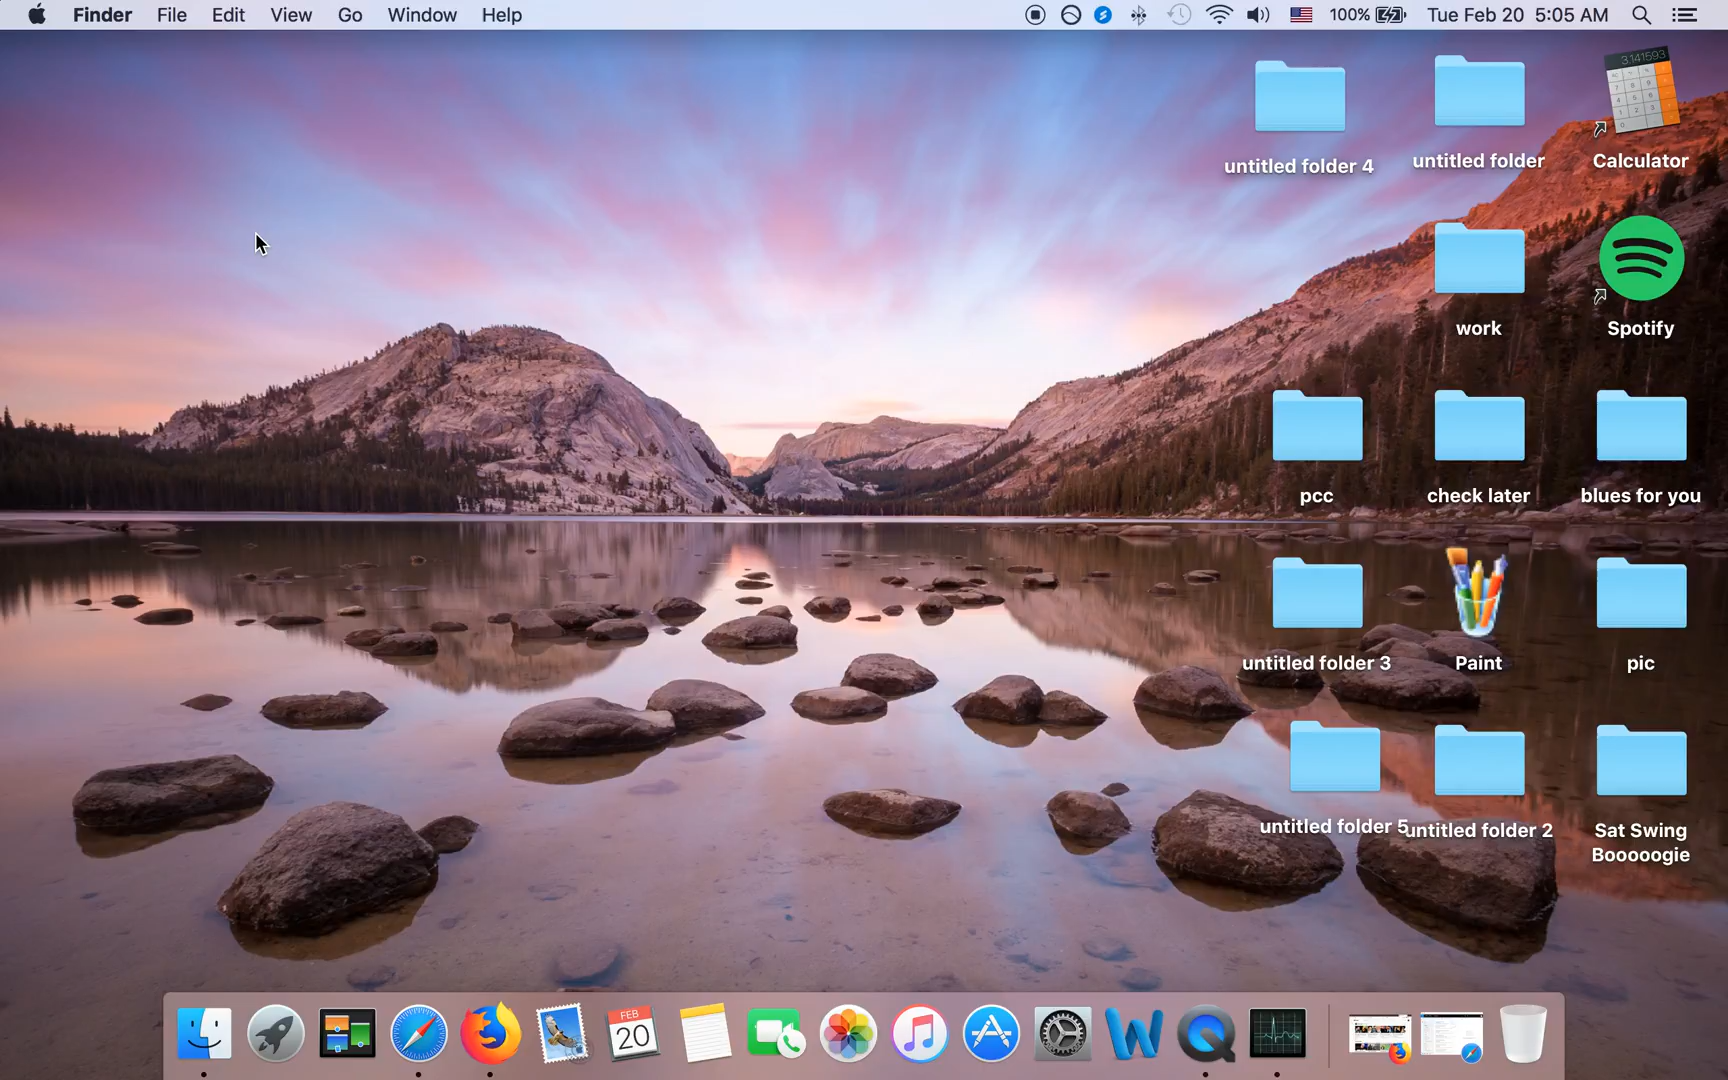 Finder File Edit View Go Window Help 100% Tue Feb 20 5:05 AM
3.141593
untitled folder 4
untitled folder
Calculator
work
Spotify
pcc
check later
blues for you
untitled folder 3
Paint
pic
untitled folder 5
untitled folder 2
Sat Swing
Booooogie
FEB
20